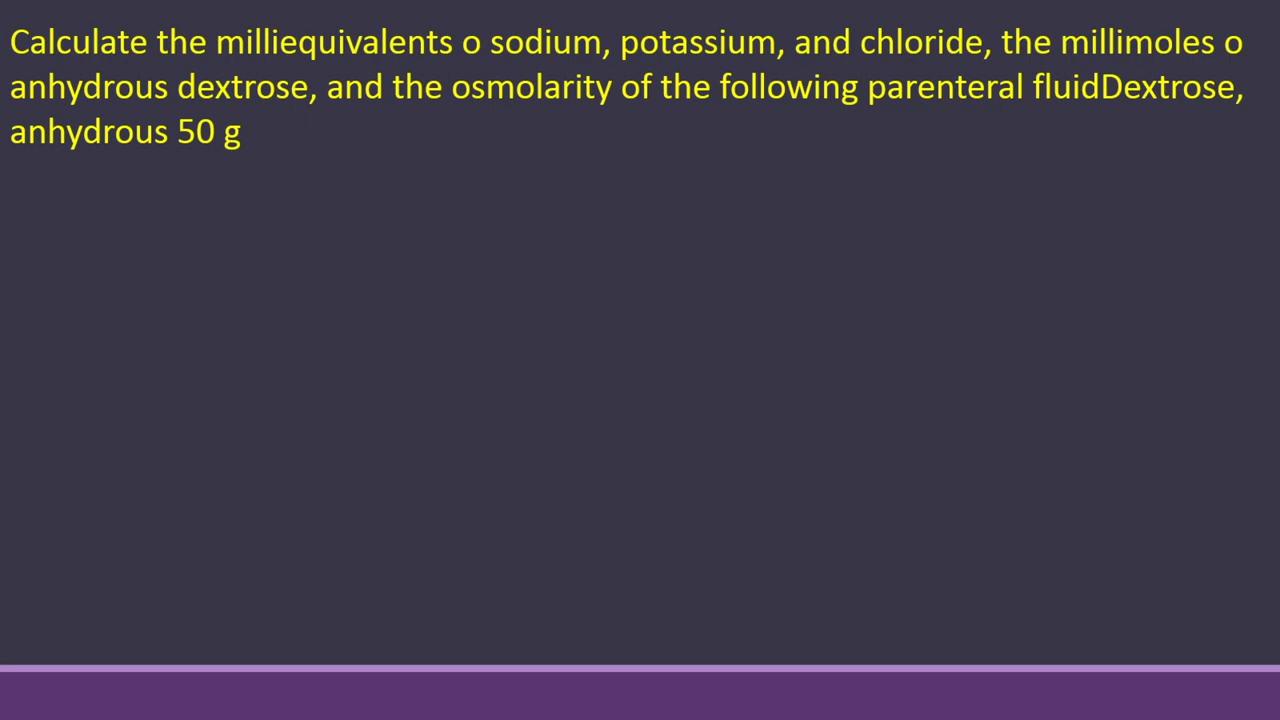 Calculate the milliequivalents o sodium, potassium, and chloride, the millimoles o
anhydrous dextrose, and the osmolarity of the following parenteral fluidDextrose,
anhydrous 50 g